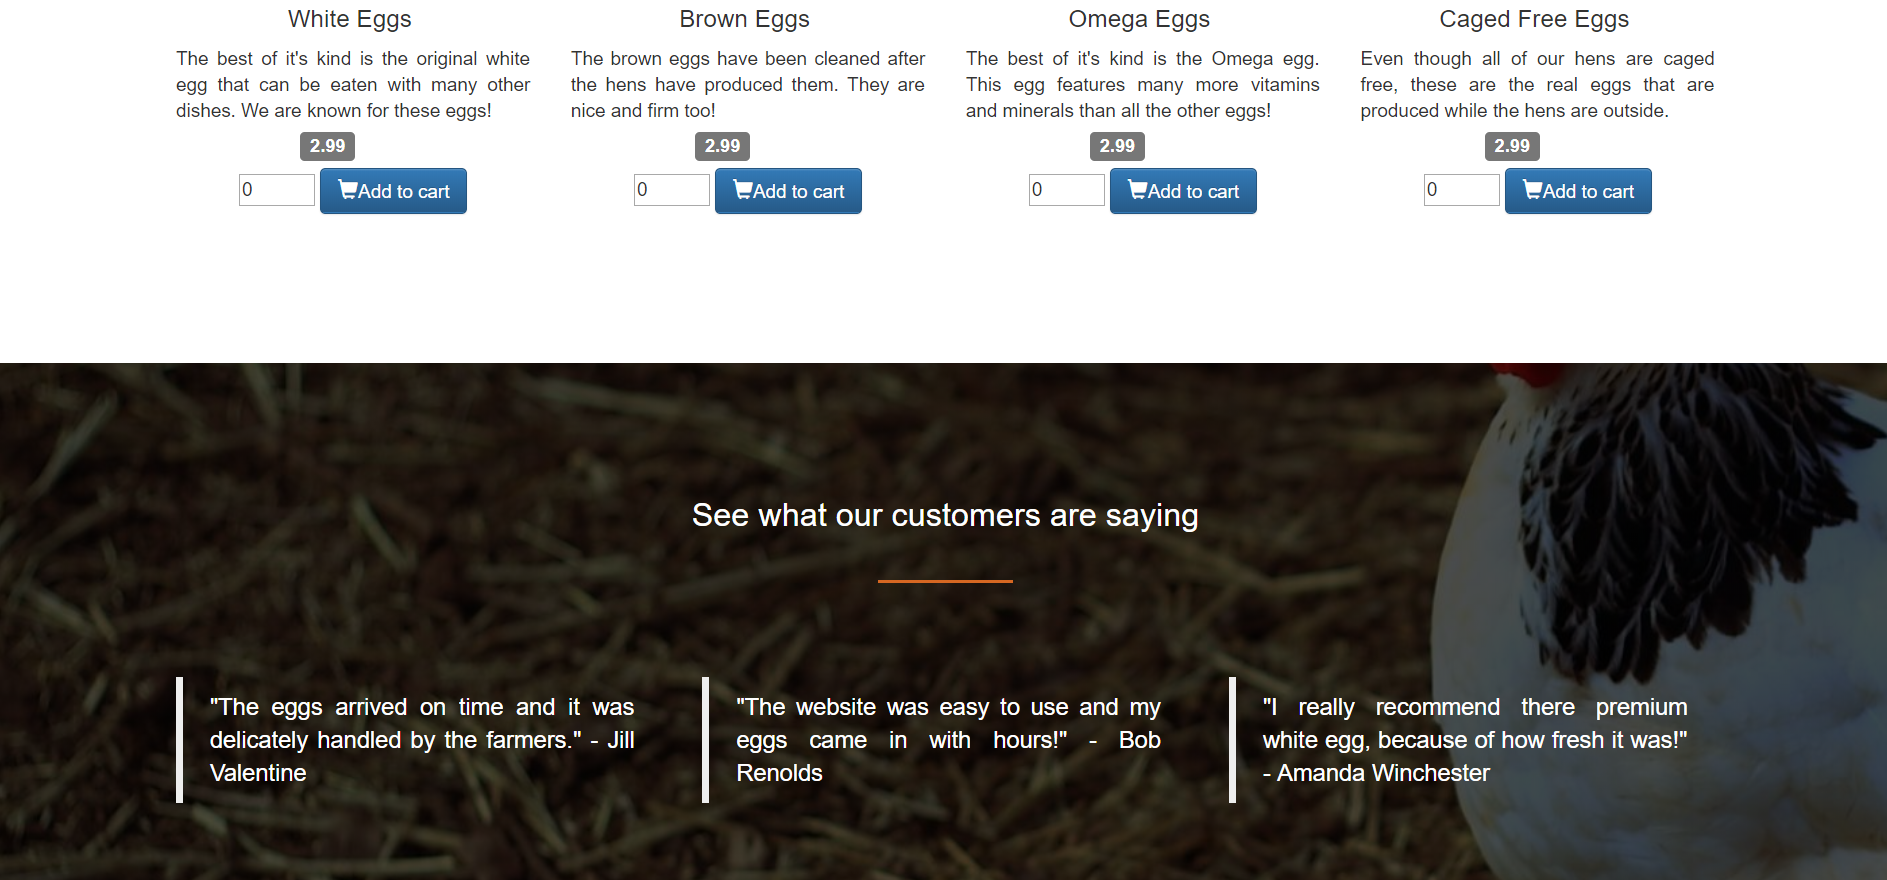 White Eggs
The best of it's kind is the original white
egg that can be eaten with many other
dishes. We are known for these eggs!
2.99
0 Add to cart
Brown Eggs
The brown eggs have been cleaned after
the hens have produced them. They are
nice and firm too!
2.99
0 Add to cart
Omega Eggs
The best of it's kind is the Omega egg.
This egg features many more vitamins
and minerals than all the other eggs!
2.99
0 Add to cart
Caged Free Eggs
Even though all of our hens are caged
free, these are the real eggs that are
produced while the hens are outside.
2.99
0 Add to cart
See what our customers are saying
"The eggs arrived on time and it was
delicately handled by the farmers." - Jill
Valentine
"The website was easy to use and my
eggs came in with hours!" - Bob
Renolds
"I really recommend there premium
white egg, because of how fresh it was!"
- Amanda Winchester